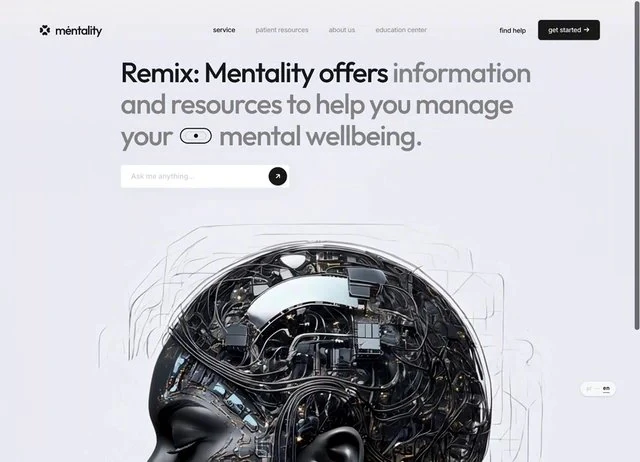 méntality
service
patient resources
about us
education center
find help
get started →
Remix: Mentality offers information
and resources to help you manage
your mental wellbeing.
Ask me anything...
en